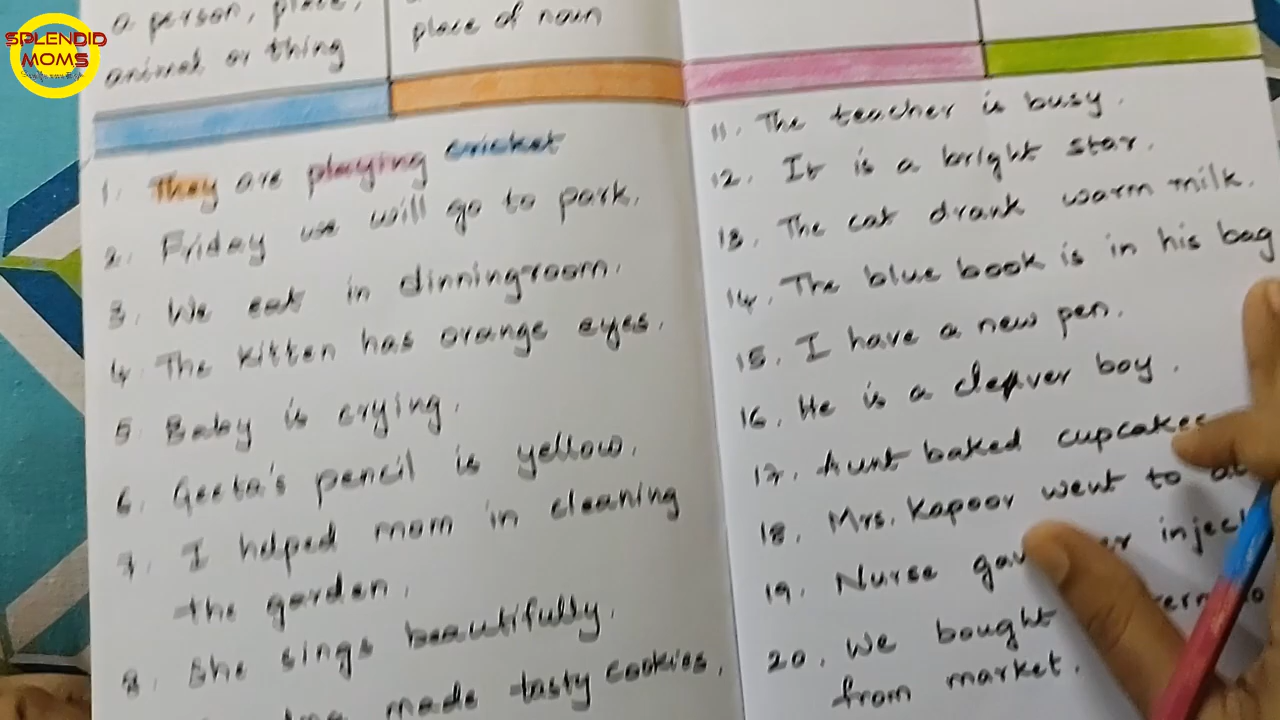 SPLENDID
MOMS
a person, place,
animal or thing
place of noun
1. They are playing cricket
2. Friday we will go to park.
3. We eat in dinningroom.
4. The kitten has orange eyes.
5. Baby is crying.
6. Geeta's pencil is yellow.
7. I helped mom in cleaning
the garden.
8. She sings beautifully.
made tasty cookies.
11. The teacher is busy.
12. It is a bright star.
13. The cat drank warm milk.
14. The blue book is in his bag
15. I have a new pen.
16. He is a clever boy.
17. Aunt baked cupcakes
18. Mrs. Kapoor went to
19. Nurse
20. We bought
from market.